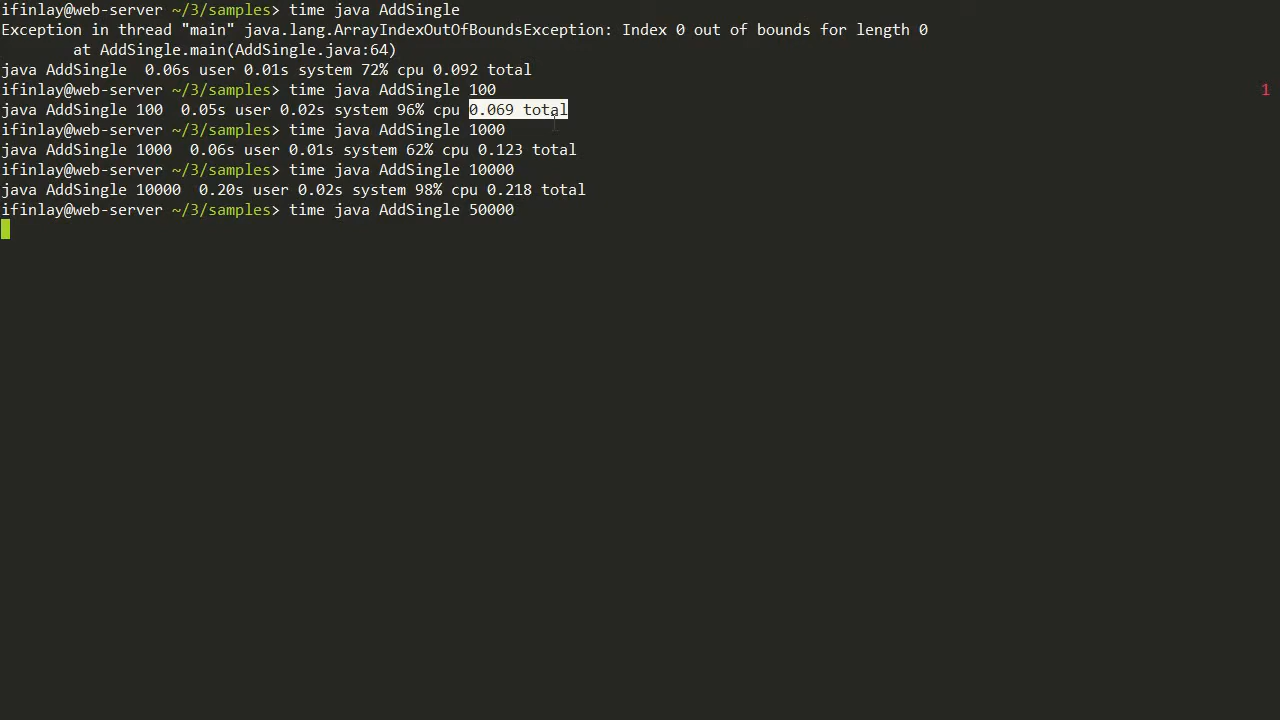 ifinlay@web-server ~/3/samples> time java AddSingle
Exception in thread "main" java.lang.ArrayIndexOutOfBoundsException: Index 0 out of bounds for length 0
        at AddSingle.main(AddSingle.java:64)
java AddSingle  0.06s user 0.01s system 72% cpu 0.092 total
ifinlay@web-server ~/3/samples> time java AddSingle 100
1
java AddSingle 100  0.05s user 0.02s system 96% cpu 0.069 total
ifinlay@web-server ~/3/samples> time java AddSingle 1000
java AddSingle 1000  0.06s user 0.01s system 62% cpu 0.123 total
ifinlay@web-server ~/3/samples> time java AddSingle 10000
java AddSingle 10000  0.20s user 0.02s system 98% cpu 0.218 total
ifinlay@web-server ~/3/samples> time java AddSingle 50000